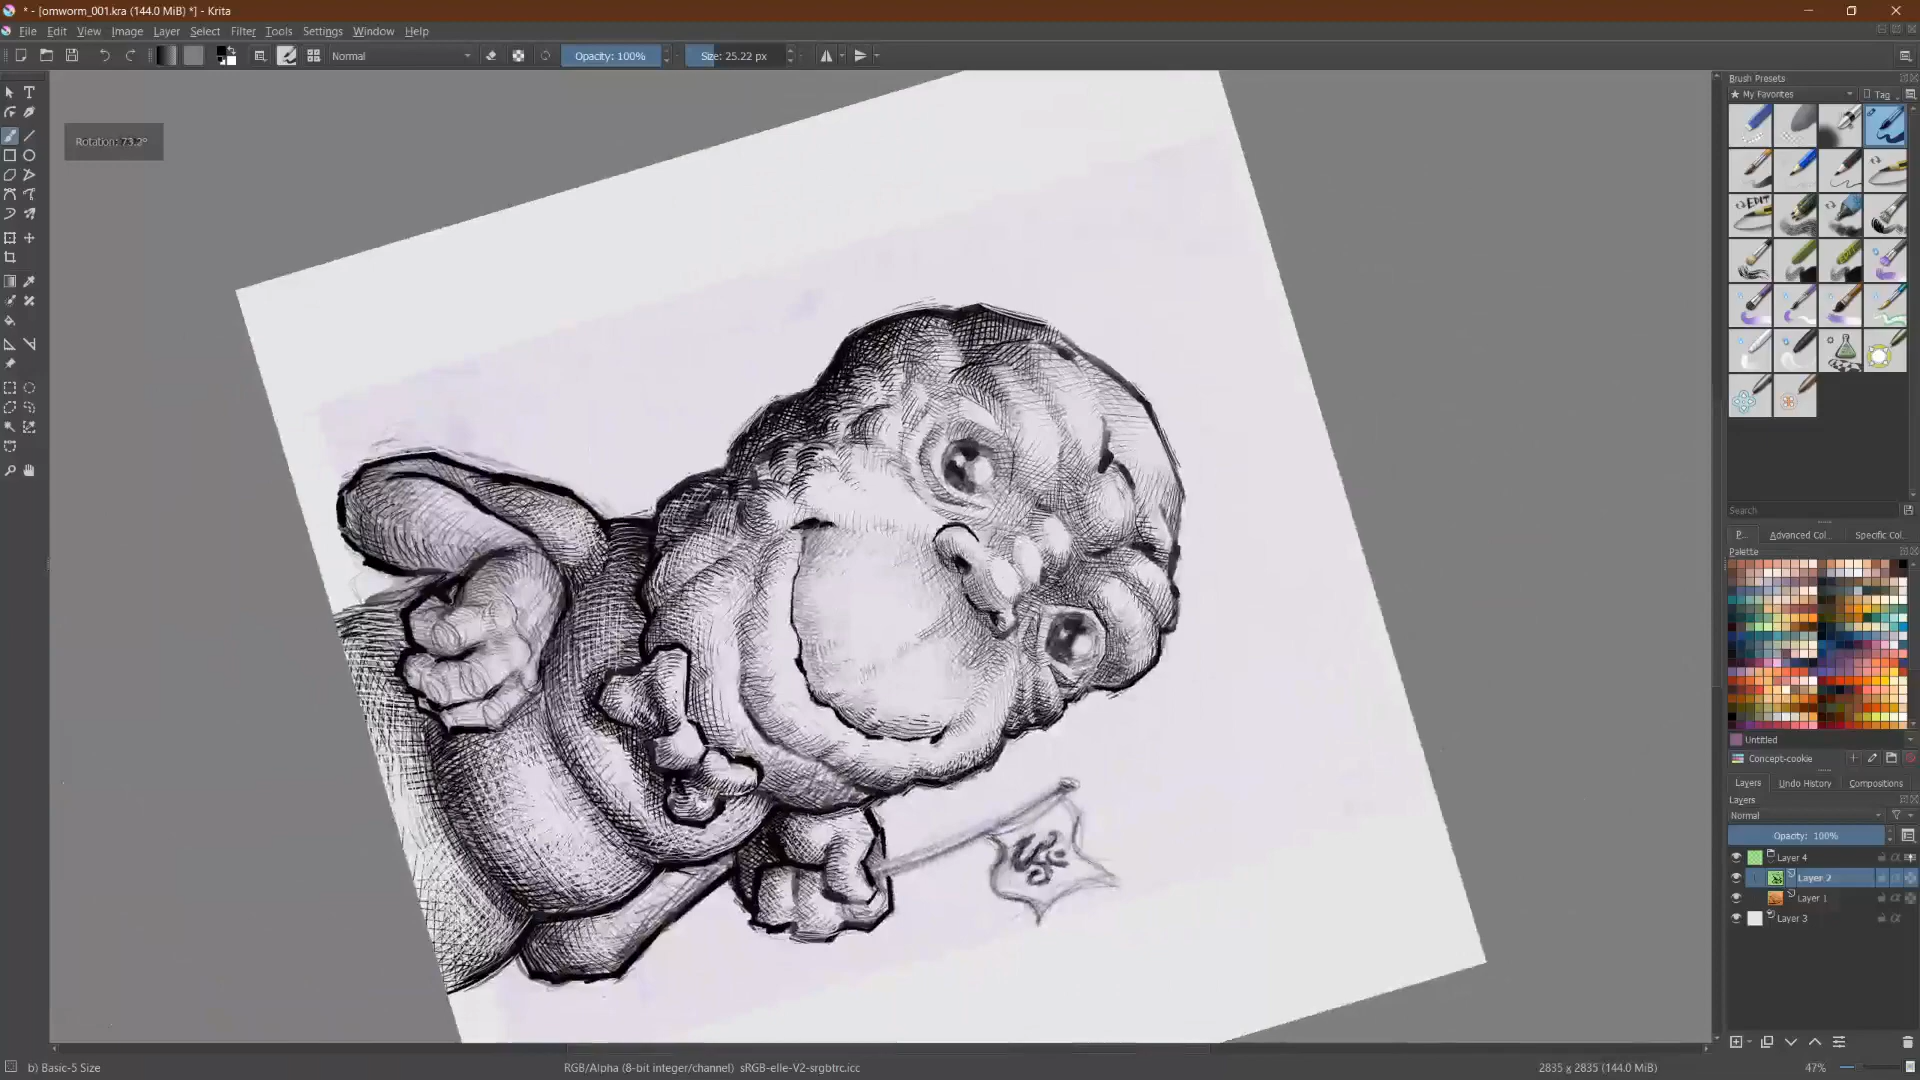 * - [omworm_001.kra (144.0 MiB) *] - Krita
File Edit View Image Layer Select Filter Tools Settings Window Help
Normal Opacity: 100% Size: 25.22 px
Brush Presets
My Favorites Tag
Rotation: 73.2°
EDIT
Search
P... Advanced Col... Specific Col...
Palette
Untitled
Concept-cookie
Layers Undo History Compositions
Layers
Normal
Opacity: 100%
Layer 4
Layer 2
Layer 1
Layer 3
b) Basic-5 Size RGB/Alpha (8-bit integer/channel) sRGB-elle-V2-srgbtrc.icc 2835 x 2835 (144.0 MiB) 47%